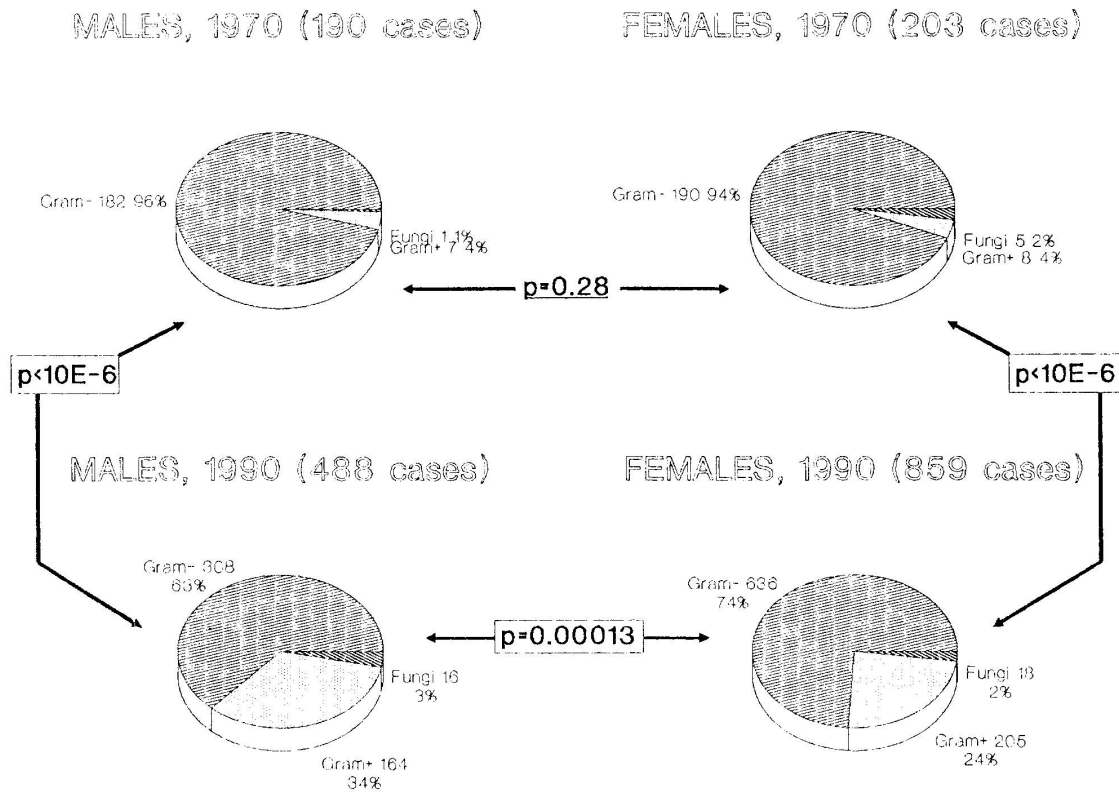 MALES, 1970 (190 cases)
FEMALES, 1970 (203 cases)
Gram- 182 96%
Fungi 1 1%
Gram+ 7 4%
Gram- 190 94%
Fungi 5 2%
Gram+ 8 4%
p=0.28
p<10E-6
p<10E-6
MALES, 1990 (488 cases)
FEMALES, 1990 (859 cases)
Gram- 308
63%
Fungi 16
3%
Gram+ 164
34%
Gram- 636
74%
Fungi 18
2%
Gram+ 205
24%
p=0.00013